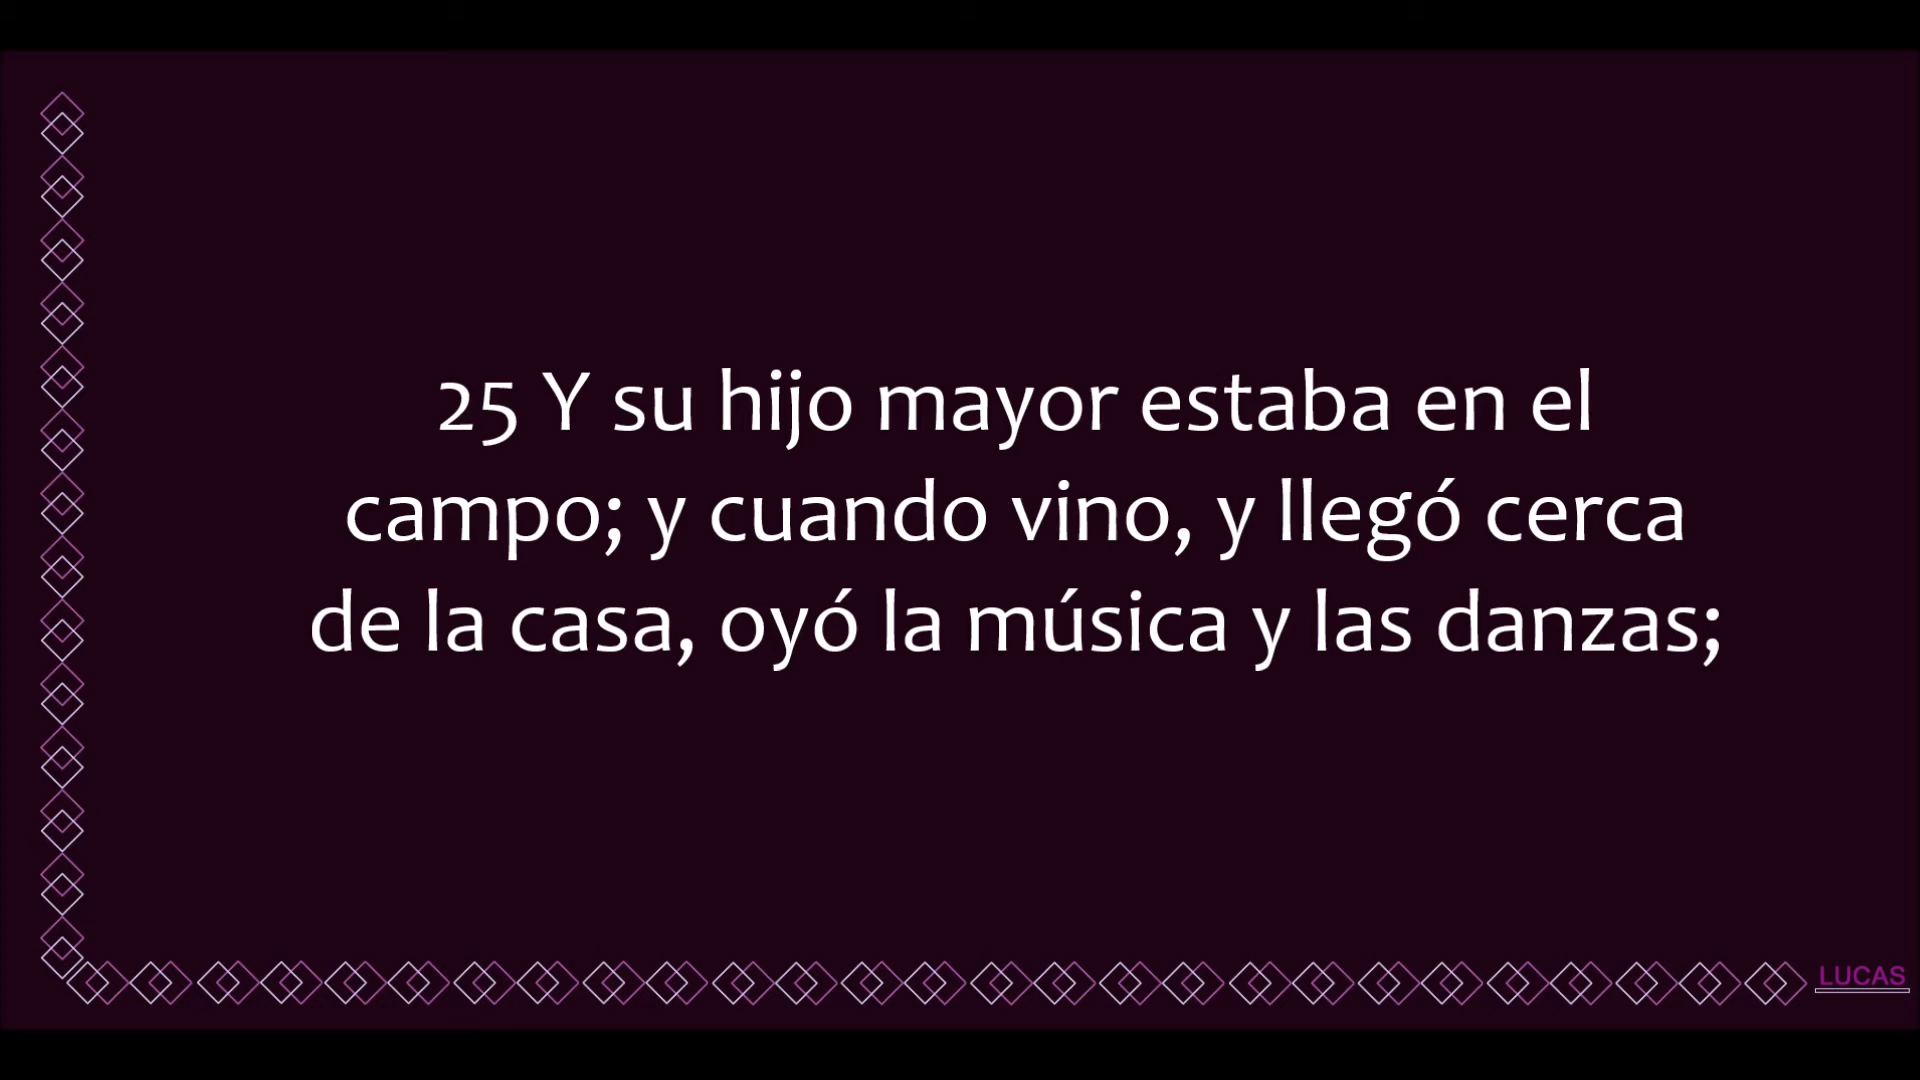 25 Y su hijo mayor estaba en el
campo; y cuando vino, y llegó cerca
de la casa, oyó la música y las danzas;
LUCAS